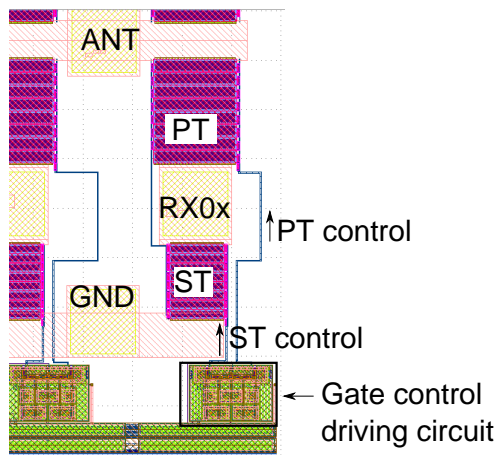 ANT
PT
RX0x
PT control
ST
GND
ST control
Gate control
driving circuit